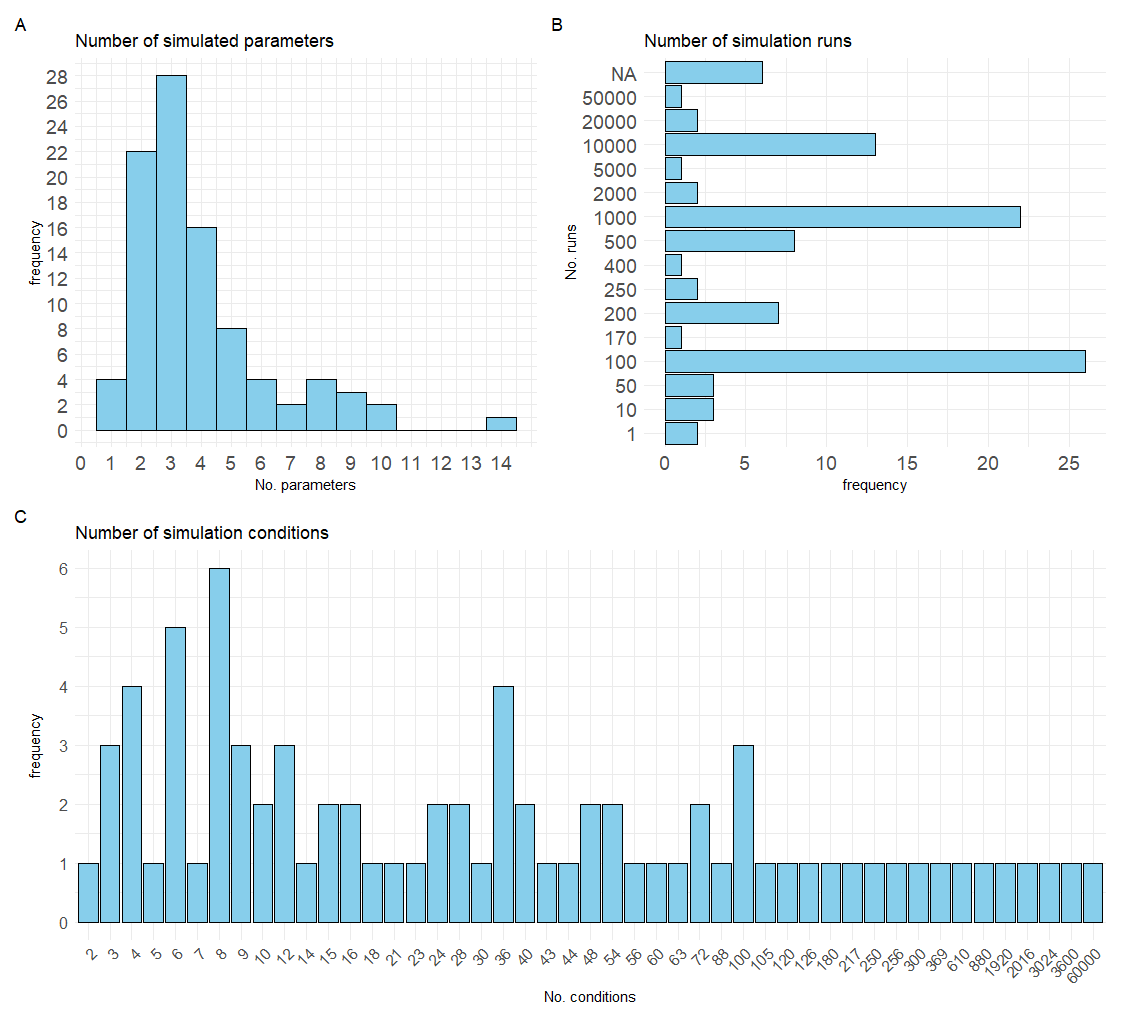 A
Number of simulated parameters
frequency
28
26
24
22
20
18
16
14
12
10
8
6
4
2
0
0 1 2 3 4 5 6 7 8 9 10 11 12 13 14
No. parameters
B
Number of simulation runs
No. runs
NA
50000
20000
10000
5000
2000
1000
500
400
250
200
170
100
50
10
1
0 5 10 15 20 25
frequency
C
Number of simulation conditions
frequency
6
5
4
3
2
1
0
2 3 4 5 6 7 8 9 10 12 14 15 16 18 21 23 24 28 30 36 40 43 44 48 54 56 60 63 72 88 100 105 120 126 180 217 250 256 300 369 610 880 1920 2016 3024 3600 60000
No. conditions